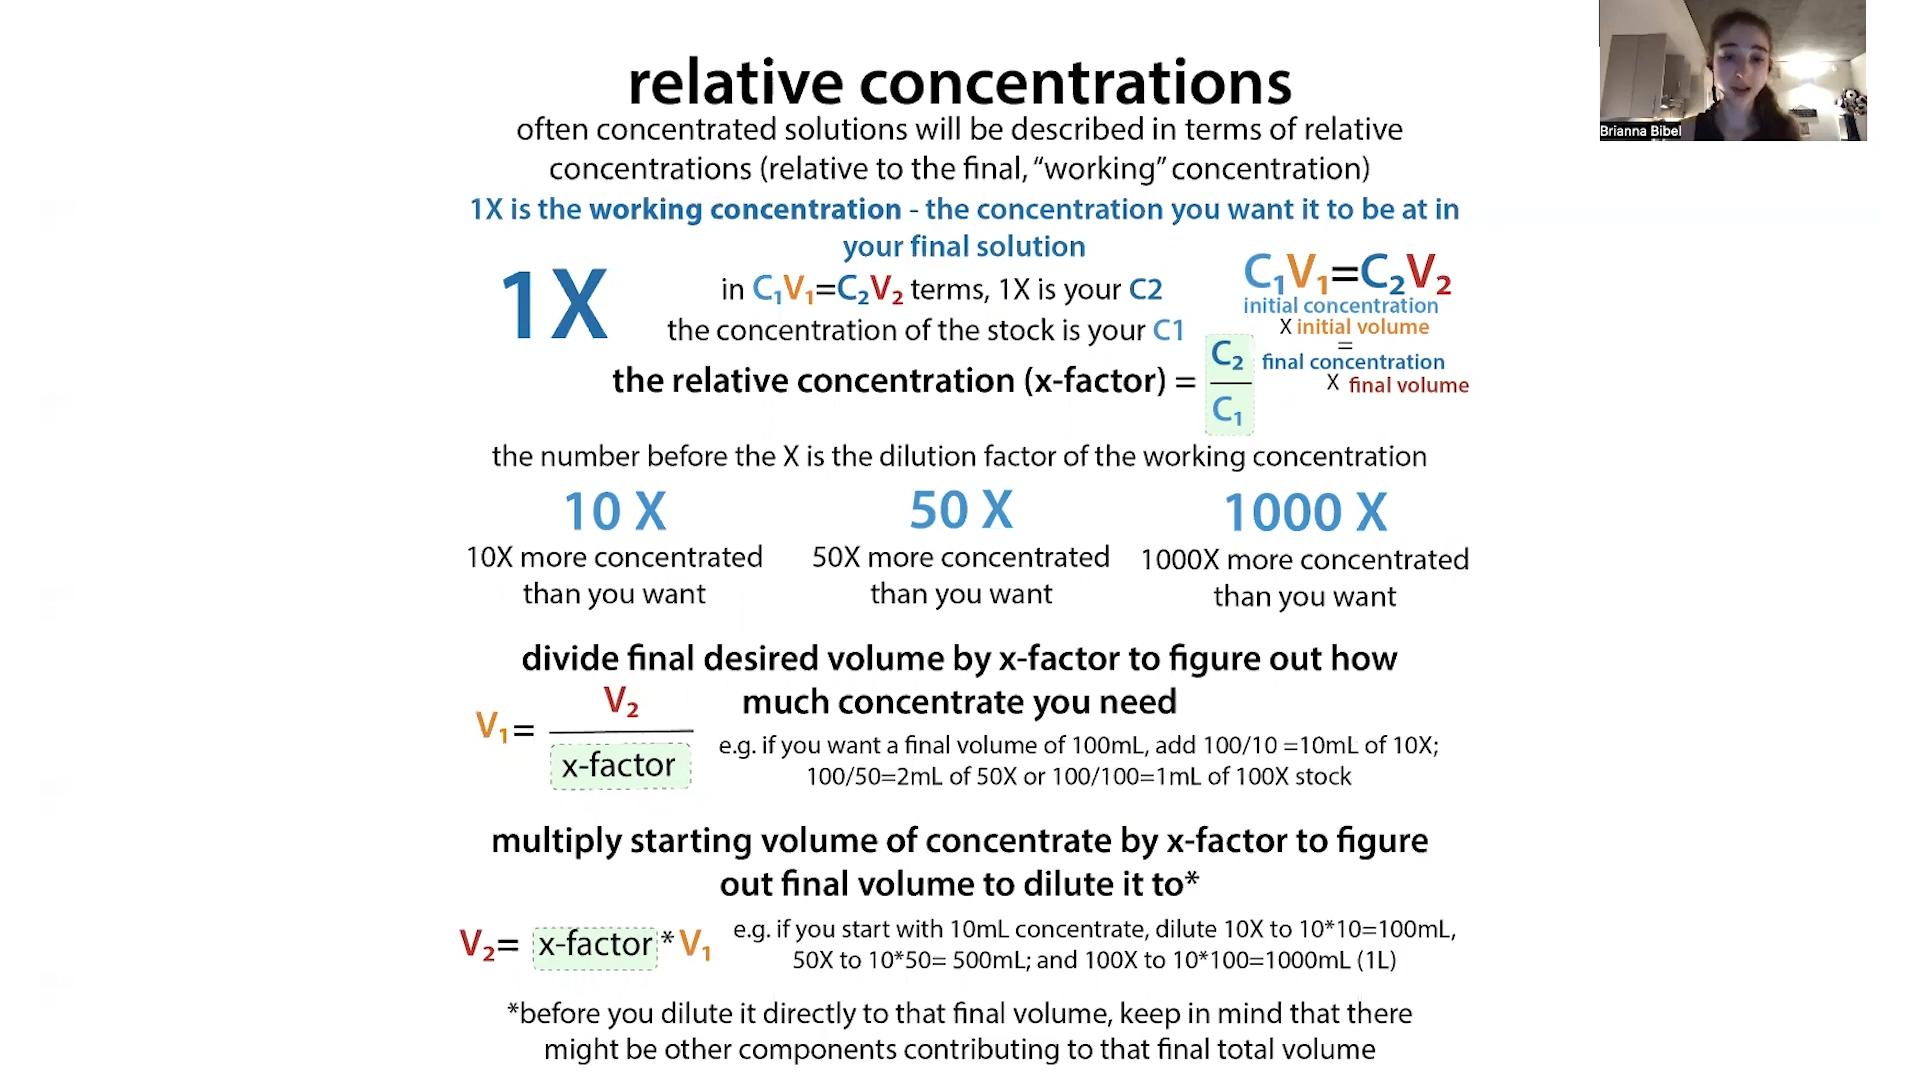 relative concentrations
often concentrated solutions will be described in terms of relative
concentrations (relative to the final, “working” concentration)
1X is the working concentration - the concentration you want it to be at in
your final solution
1X
in C₁V₁=C₂V₂ terms, 1X is your C2
the concentration of the stock is your C1
the relative concentration (x-factor) =
C₂
C₁
C₁V₁=C₂V₂
initial concentration
X initial volume
=
final concentration
X final volume
the number before the X is the dilution factor of the working concentration
10 X
10X more concentrated
than you want
50 X
50X more concentrated
than you want
1000 X
1000X more concentrated
than you want
divide final desired volume by x-factor to figure out how
much concentrate you need
V₁=
V₂
x-factor
e.g. if you want a final volume of 100mL, add 100/10 =10mL of 10X;
100/50=2mL of 50X or 100/100=1mL of 100X stock
multiply starting volume of concentrate by x-factor to figure
out final volume to dilute it to*
V₂= x-factor * V₁
e.g. if you start with 10mL concentrate, dilute 10X to 10*10=100mL,
50X to 10*50= 500mL; and 100X to 10*100=1000mL (1L)
*before you dilute it directly to that final volume, keep in mind that there
might be other components contributing to that final total volume
Brianna Bibel